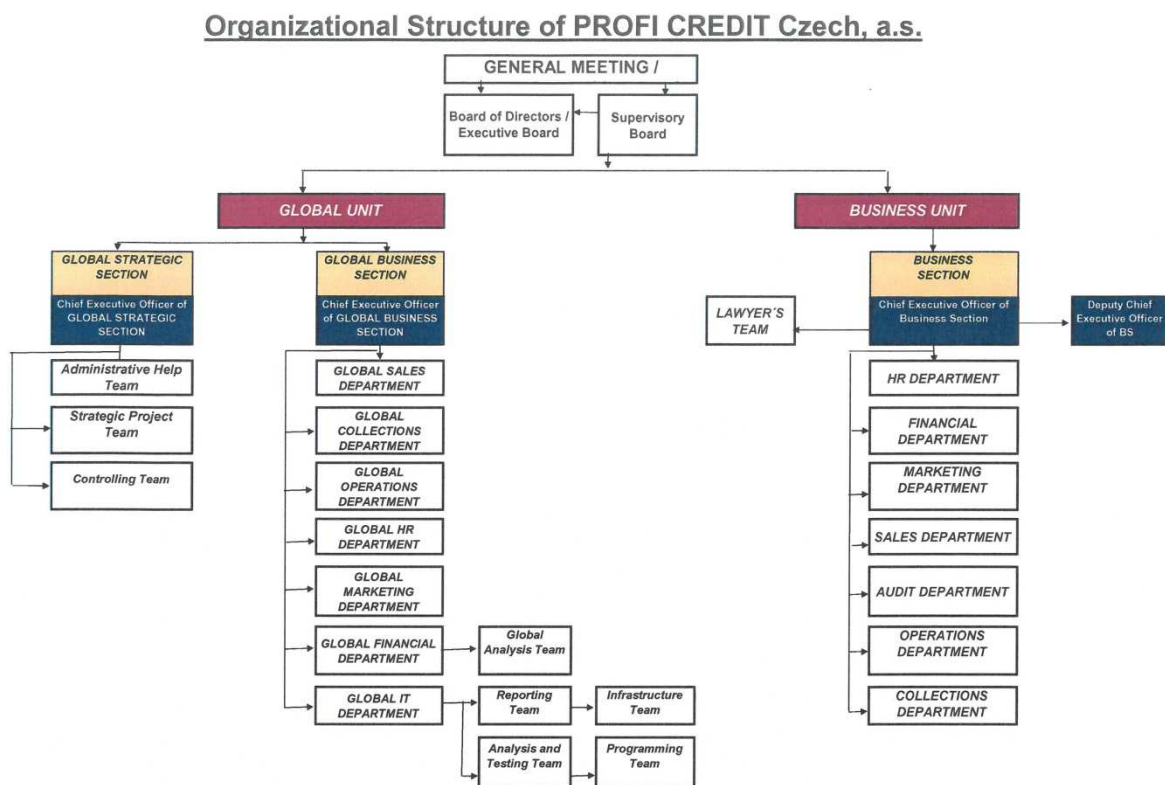 Organizational Structure of PROFI CREDIT Czech, a.s.
GENERAL MEETING /
Board of Directors /
Executive Board
Supervisory
Board
GLOBAL UNIT
BUSINESS UNIT
GLOBAL STRATEGIC
SECTION
Chief Executive Officer of
GLOBAL STRATEGIC
SECTION
GLOBAL BUSINESS
SECTION
Chief Executive Officer
of GLOBAL BUSINESS
SECTION
BUSINESS
SECTION
Chief Executive Officer of
Business Section
LAWYER´S
TEAM
Deputy Chief
Executive Officer
of BS
Administrative Help
Team
Strategic Project
Team
Controlling Team
GLOBAL SALES
DEPARTMENT
GLOBAL
COLLECTIONS
DEPARTMENT
GLOBAL
OPERATIONS
DEPARTMENT
GLOBAL HR
DEPARTMENT
GLOBAL
MARKETING
DEPARTMENT
GLOBAL FINANCIAL
DEPARTMENT
Global
Analysis Team
GLOBAL IT
DEPARTMENT
Reporting
Team
Infrastructure
Team
Analysis and
Testing Team
Programming
Team
HR DEPARTMENT
FINANCIAL
DEPARTMENT
MARKETING
DEPARTMENT
SALES DEPARTMENT
AUDIT DEPARTMENT
OPERATIONS
DEPARTMENT
COLLECTIONS
DEPARTMENT